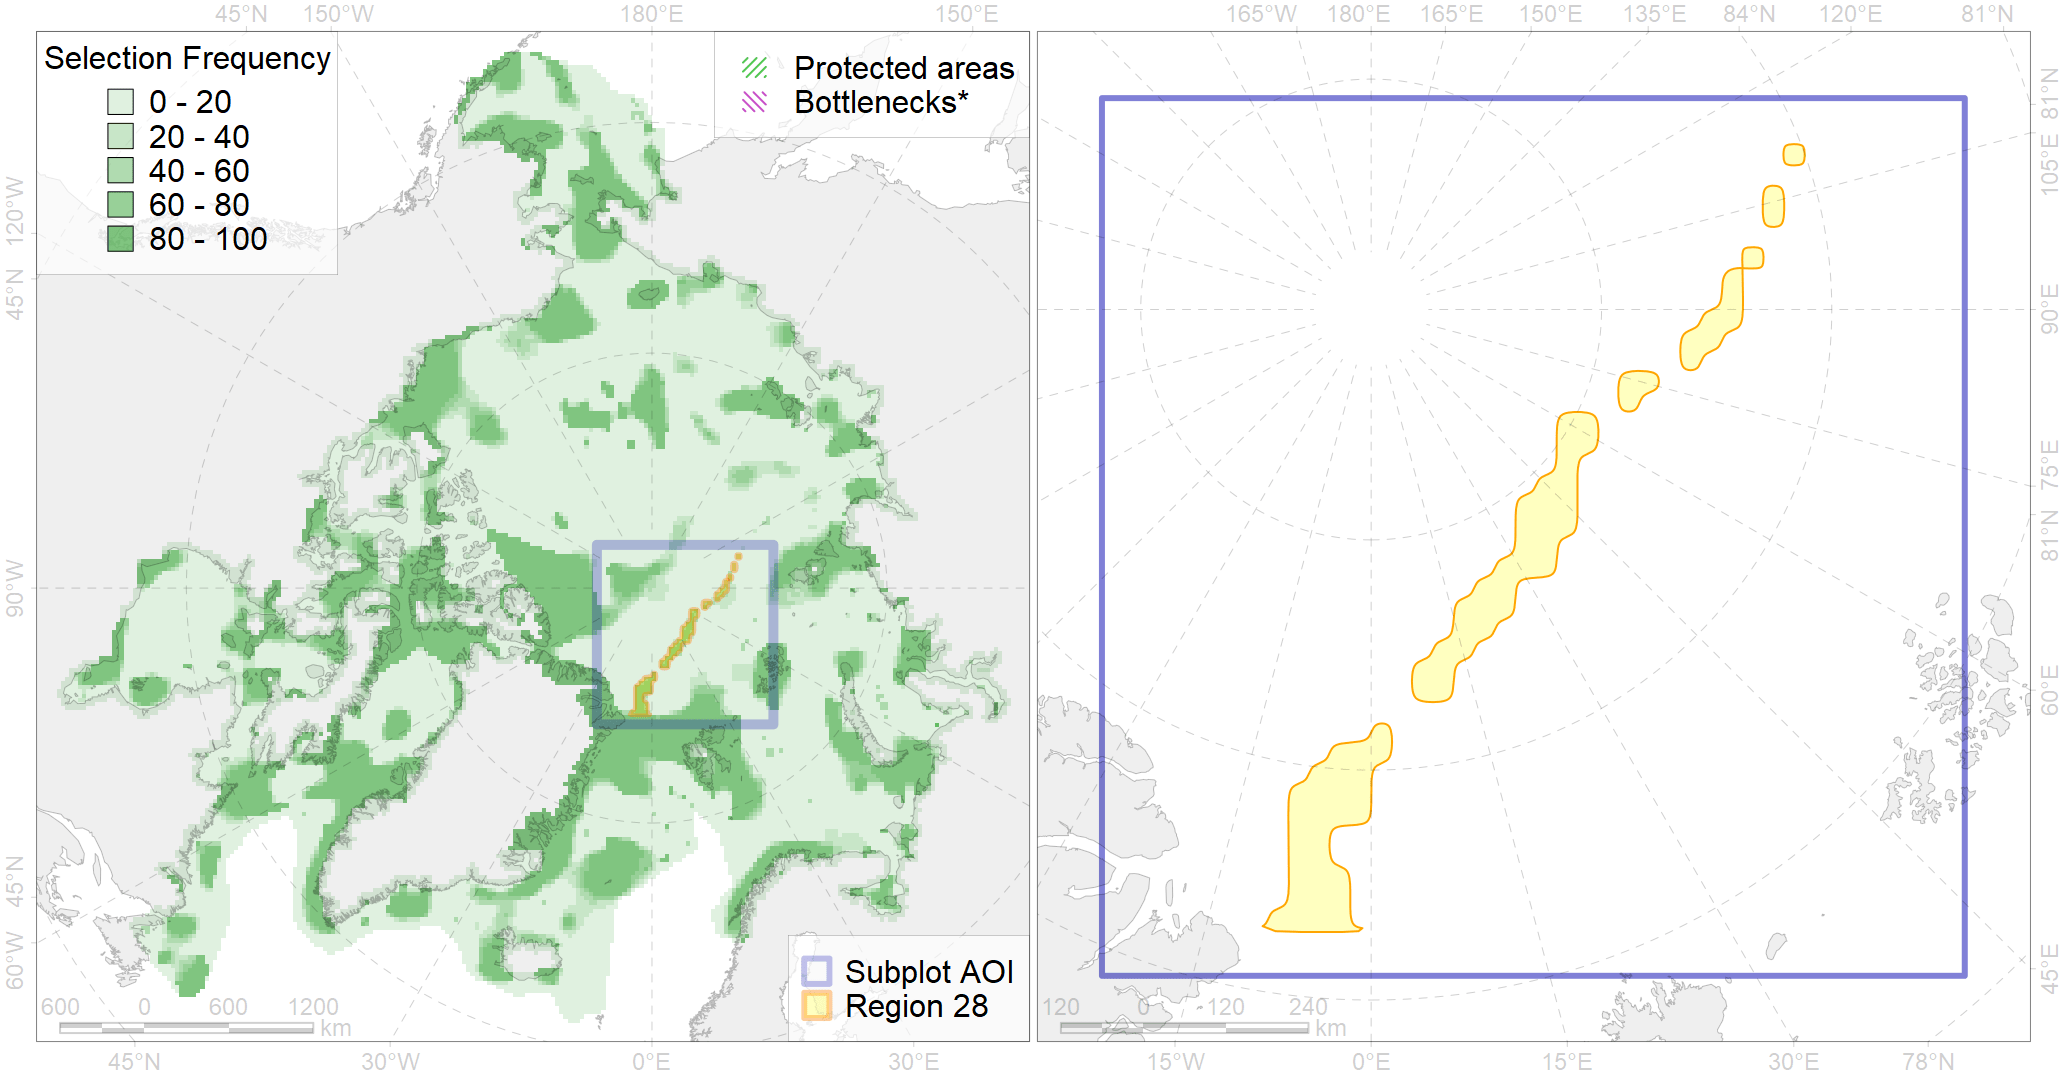 45°N 150°W 180°E 150°E
165°W 180°E 165°E 150°E 135°E 84°N 120°E 81°N
Selection Frequency
0 - 20
20 - 40
40 - 60
60 - 80
80 - 100
Protected areas
Bottlenecks*
120°W
45°N
90°W
45°N
60°W
81°N
105°E
90°E
75°E
81°N
60°E
45°E
Subplot AOI
Region 28
600 0 600 1200
km
120 0 120 240
km
45°N 30°W 0°E 30°E
15°W 0°E 15°E 30°E 78°N